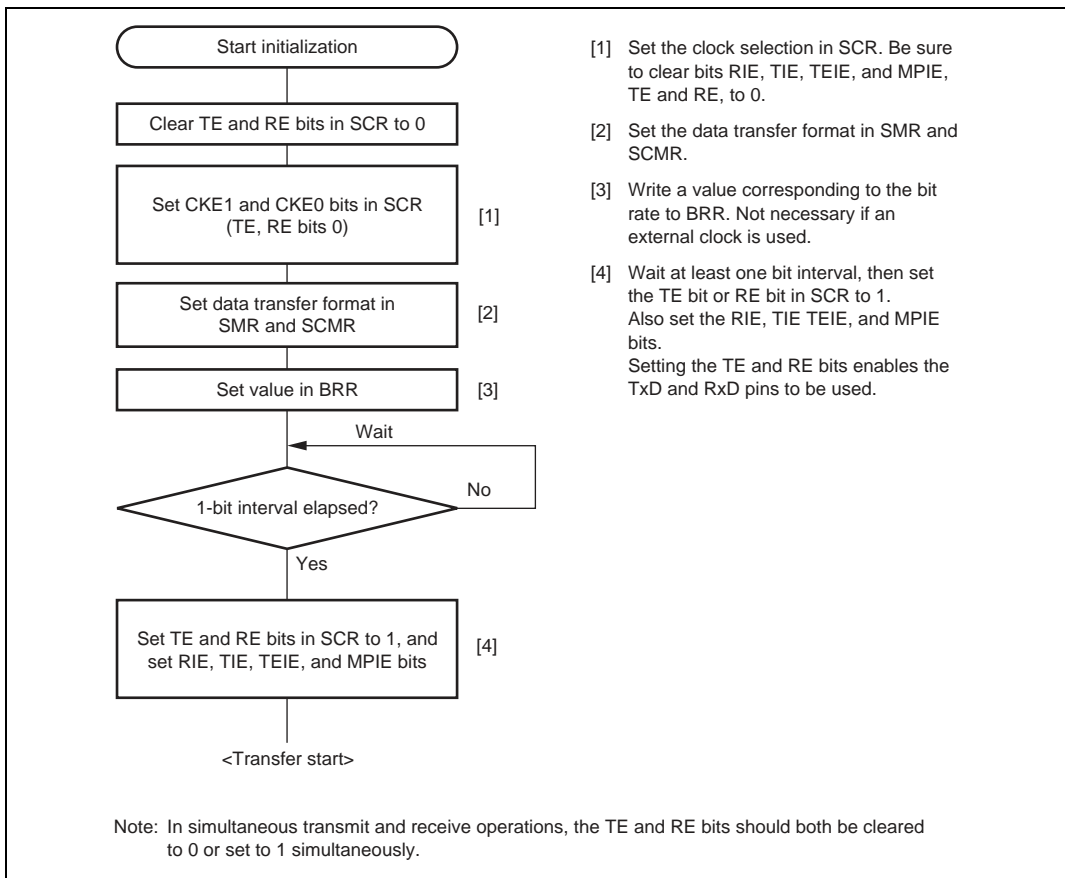 Start initialization
Clear TE and RE bits in SCR to 0
Set CKE1 and CKE0 bits in SCR
(TE, RE bits 0)
[1]
Set data transfer format in
SMR and SCMR
[2]
Set value in BRR
[3]
Wait
No
1-bit interval elapsed?
Yes
Set TE and RE bits in SCR to 1, and
set RIE, TIE, TEIE, and MPIE bits
[4]
<Transfer start>
[1] Set the clock selection in SCR. Be sure
to clear bits RIE, TIE, TEIE, and MPIE,
TE and RE, to 0.
[2] Set the data transfer format in SMR and
SCMR.
[3] Write a value corresponding to the bit
rate to BRR. Not necessary if an
external clock is used.
[4] Wait at least one bit interval, then set
the TE bit or RE bit in SCR to 1.
Also set the RIE, TIE TEIE, and MPIE
bits.
Setting the TE and RE bits enables the
TxD and RxD pins to be used.
Note: In simultaneous transmit and receive operations, the TE and RE bits should both be cleared
to 0 or set to 1 simultaneously.